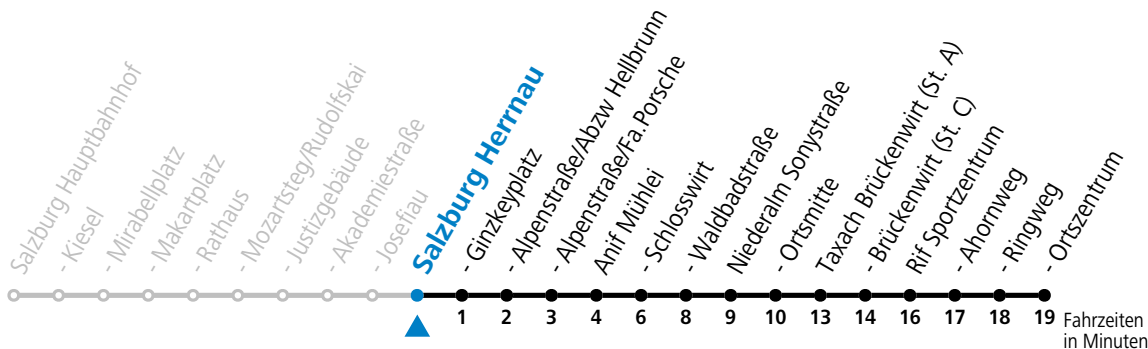 Salzburg Hauptbahnhof
- Kiesel
- Mirabellplatz
- Makartplatz
- Rathaus
- Mozartsteg/Rudolfskai
- Justizgebäude
- Akademiestraße
- Josefiau
Salzburg Herrnau
- Ginzkeyplatz
- Alpenstraße/Abzw Hellbrunn
- Alpenstraße/Fa.Porsche
Anif Mühlei
- Schlosswirt
- Waldbadstraße
Niederalm Sonystraße
- Ortsmitte
Taxach Brückenwirt (St. A)
- Brückenwirt (St. C)
Rif Sportzentrum
- Ahornweg
- Ringweg
- Ortszentrum
1 2 3 4 6 8 9 10 13 14 16 17 18 19
Fahrzeiten
in Minuten